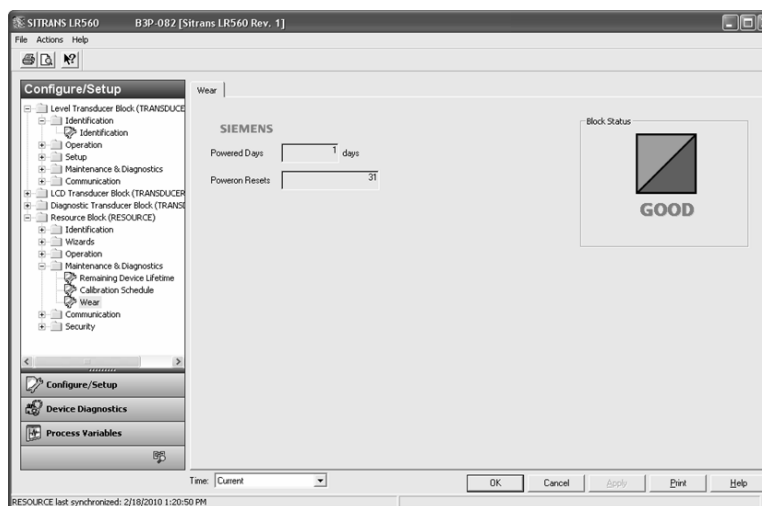 SITRANS LR560 B3P-082 [Sitrans LR560 Rev. 1]
File Actions Help
Configure/Setup
Level Transducer Block (TRANSDUCE
Identification
Identification
Operation
Setup
Maintenance & Diagnostics
Communication
LCD Transducer Block (TRANSDUCER
Diagnostic Transducer Block (TRANSD
Resource Block (RESOURCE)
Identification
Wizards
Operation
Maintenance & Diagnostics
Remaining Device Lifetime
Calibration Schedule
Wear
Communication
Security
Configure/Setup
Device Diagnostics
Process Variables
Wear
SIEMENS
Powered Days 1 days
Poweron Resets 31
Block Status
GOOD
Time: Current
OK Cancel Apply Print Help
RESOURCE last synchronized: 2/18/2010 1:20:50 PM